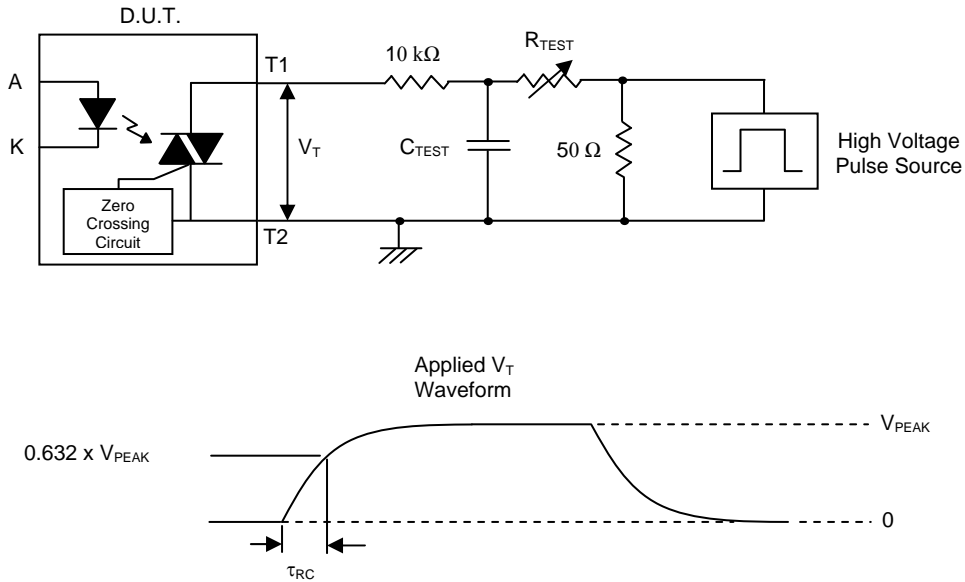 D.U.T.
A
K
Zero
Crossing
Circuit
T1
T2
V_T
10 kΩ
R_TEST
C_TEST
50 Ω
High Voltage
Pulse Source
Applied V_T
Waveform
0.632 x V_PEAK
V_PEAK
0
τ_RC